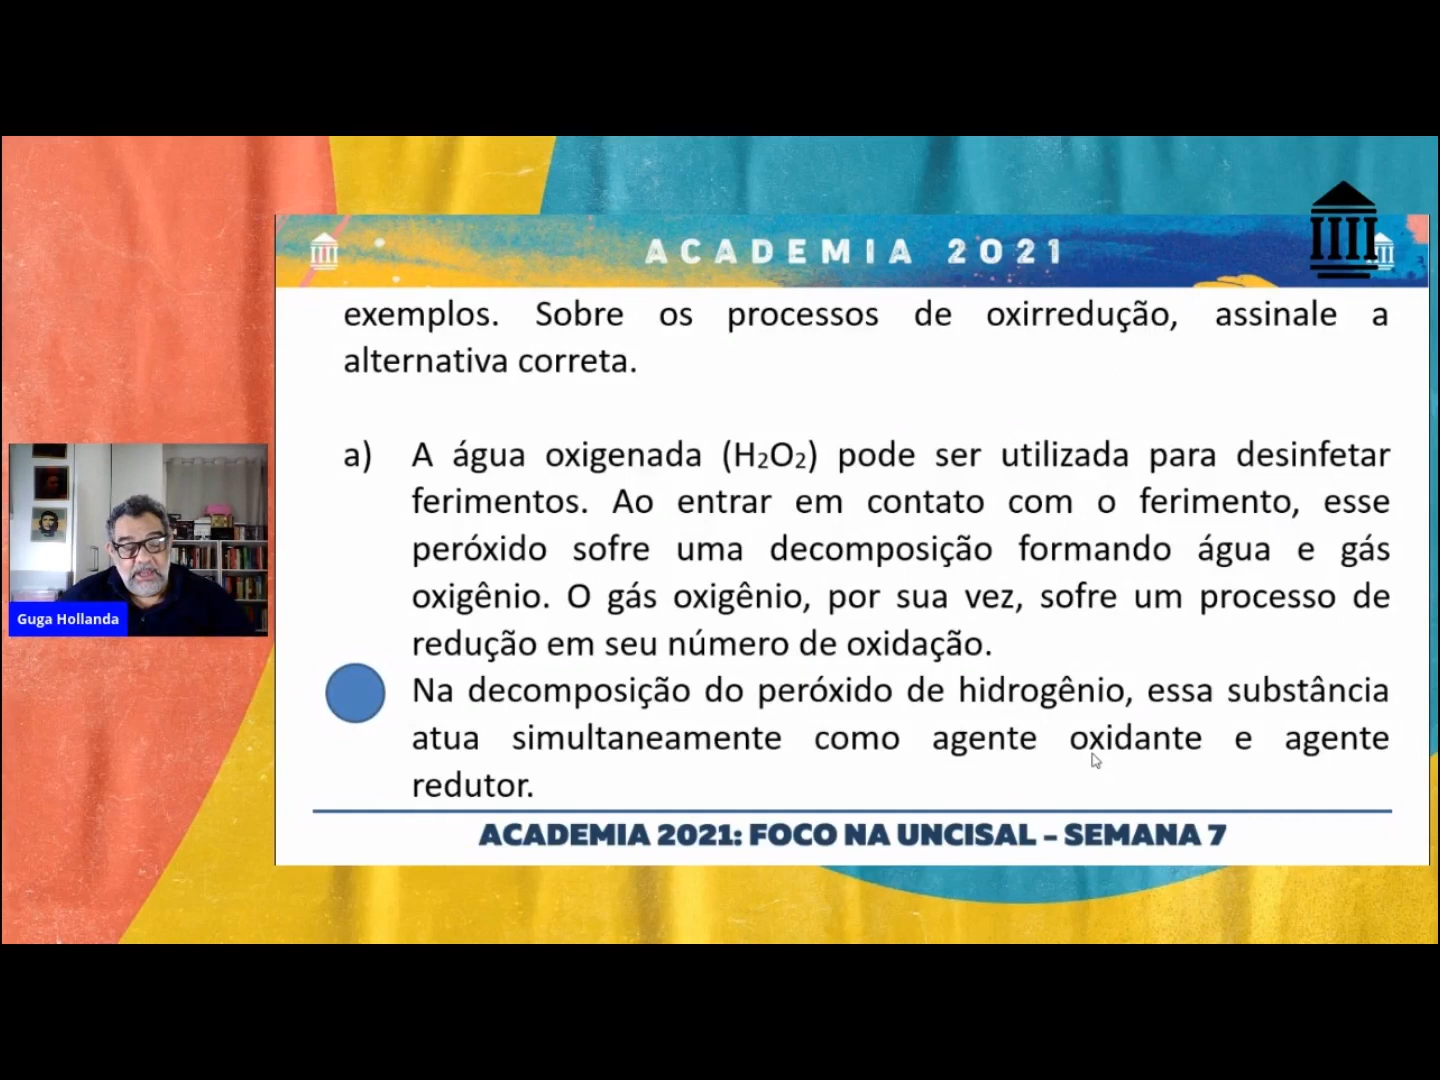 ACADEMIA 2021
exemplos. Sobre os processos de oxirredução, assinale a
alternativa correta.
a) A água oxigenada (H₂O₂) pode ser utilizada para desinfetar
ferimentos. Ao entrar em contato com o ferimento, esse
peróxido sofre uma decomposição formando água e gás
oxigênio. O gás oxigênio, por sua vez, sofre um processo de
redução em seu número de oxidação.
Na decomposição do peróxido de hidrogênio, essa substância
atua simultaneamente como agente oxidante e agente
redutor.
ACADEMIA 2021: FOCO NA UNCISAL – SEMANA 7
Guga Hollanda